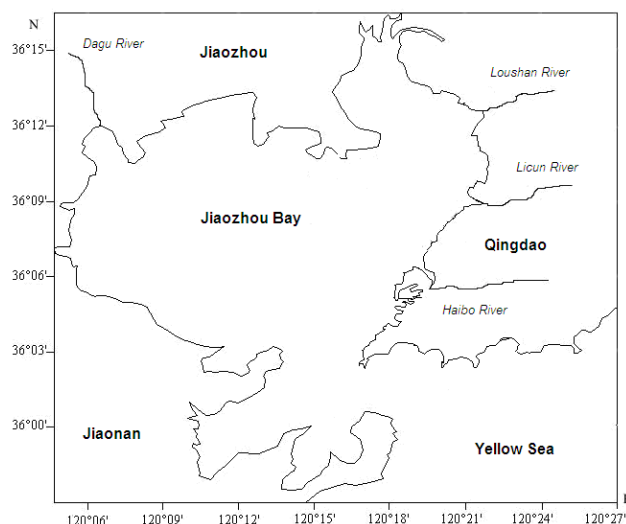 N
36°15'
Dagu River
Jiaozhou
Loushan River
36°12'
Licun River
36°09'
Jiaozhou Bay
Qingdao
36°06'
Haibo River
36°03'
36°00'
Jiaonan
Yellow Sea
120°06' 120°09' 120°12' 120°15' 120°18' 120°21' 120°24' 120°27'